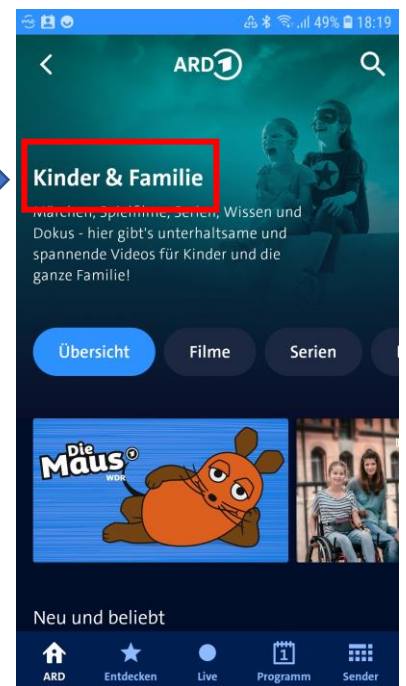 49% 18:19
ARD 1
Kinder & Familie
Märchen, Spielfilme, Serien, Wissen und
Dokus - hier gibt's unterhaltsame und
spannende Videos für Kinder und die
ganze Familie!
Übersicht Filme Serien
Die
Maus
WDR
Neu und beliebt
1
ARD Entdecken Live Programm Sender